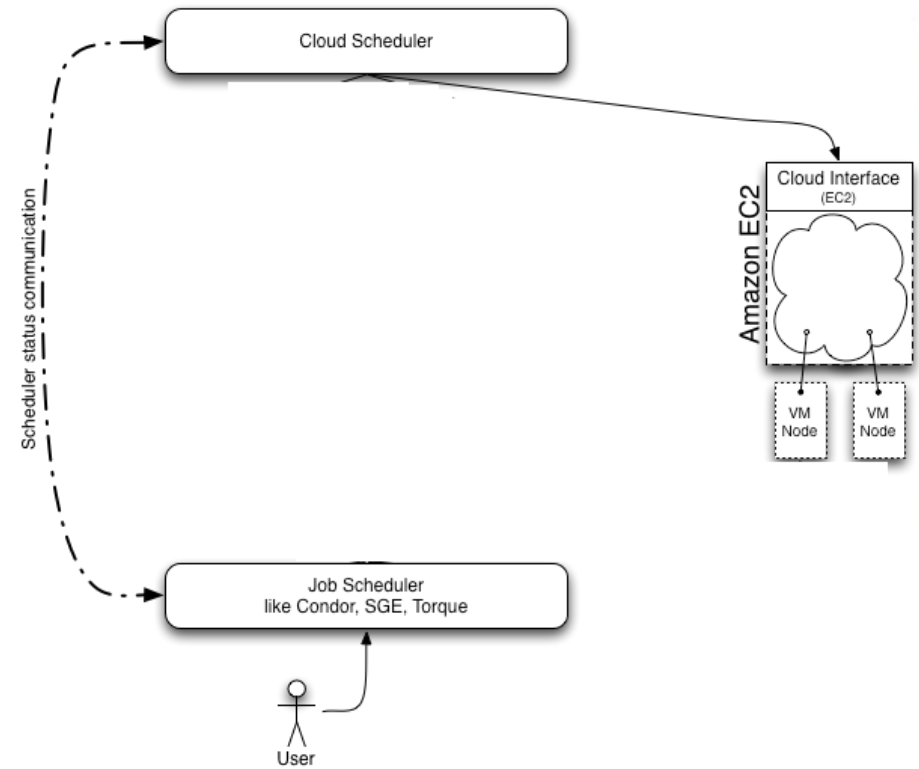 Cloud Scheduler
Scheduler status communication
Cloud Interface
(EC2)
Amazon EC2
VM
Node
VM
Node
Job Scheduler
like Condor, SGE, Torque
User